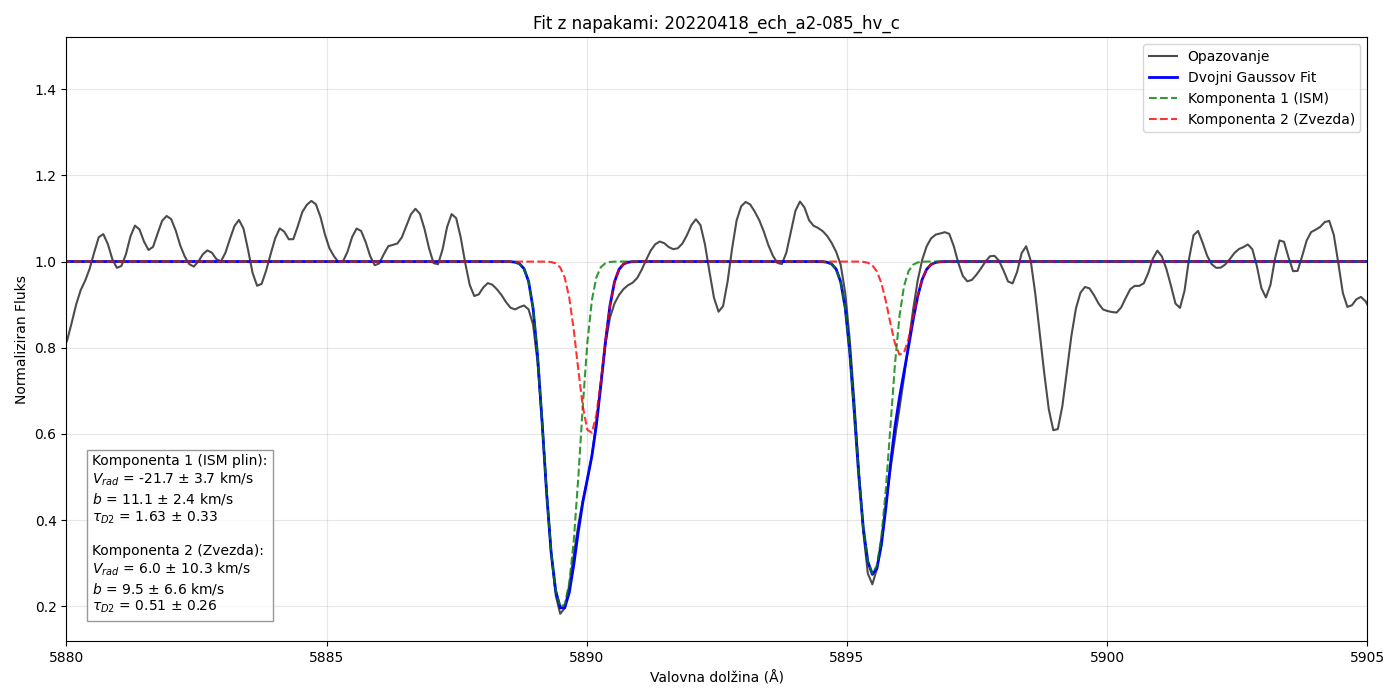 Fit z napakami: 20220418_ech_a2-085_hv_c
Normaliziran Fluks
1.4
1.2
1.0
0.8
0.6
0.4
0.2
Opazovanje
Dvojni Gaussov Fit
Komponenta 1 (ISM)
Komponenta 2 (Zvezda)
Komponenta 1 (ISM plin):
V_rad = -21.7 ± 3.7 km/s
b = 11.1 ± 2.4 km/s
τ_D2 = 1.63 ± 0.33
Komponenta 2 (Zvezda):
V_rad = 6.0 ± 10.3 km/s
b = 9.5 ± 6.6 km/s
τ_D2 = 0.51 ± 0.26
5880 5885 5890 5895 5900 5905
Valovna dolžina (Å)